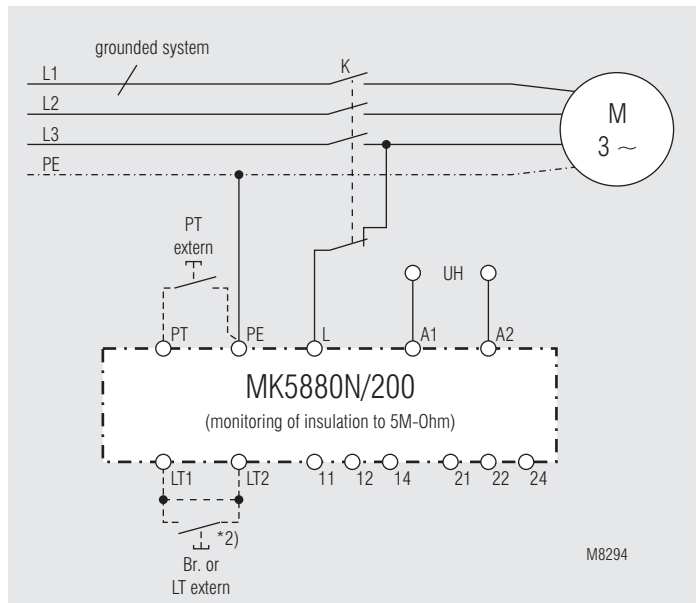 grounded system
L1
K
L2
M
3 ~
L3
PE
PT
extern
UH
PT
PE
L
A1
A2
MK5880N/200
(monitoring of insulation to 5M-Ohm)
LT1
LT2
11
12
14
21
22
24
*2)
Br. or
LT extern
M8294